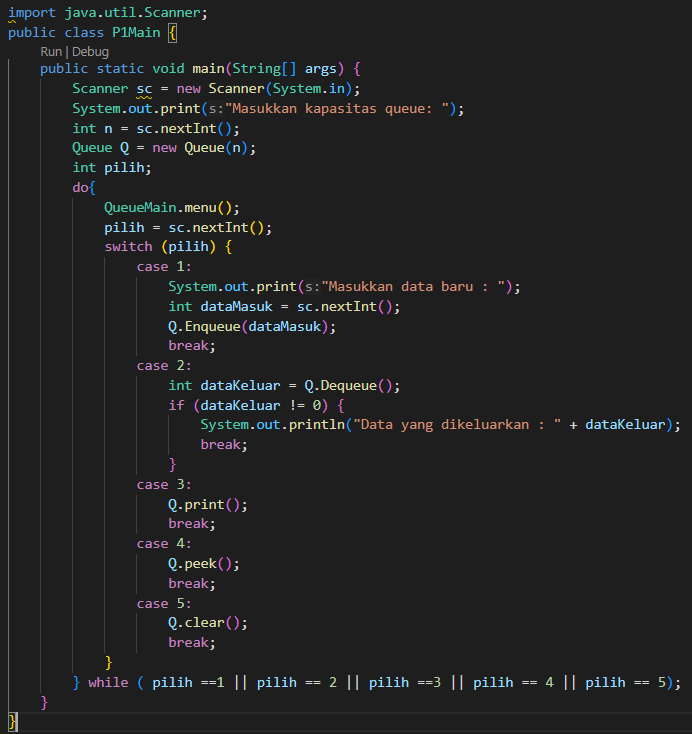 import java.util.Scanner;
public class P1Main {
Run | Debug
    public static void main(String[] args) {
        Scanner sc = new Scanner(System.in);
        System.out.print(s:"Masukkan kapasitas queue: ");
        int n = sc.nextInt();
        Queue Q = new Queue(n);
        int pilih;
        do{
            QueueMain.menu();
            pilih = sc.nextInt();
            switch (pilih) {
                case 1:
                    System.out.print(s:"Masukkan data baru : ");
                    int dataMasuk = sc.nextInt();
                    Q.Enqueue(dataMasuk);
                    break;
                case 2:
                    int dataKeluar = Q.Dequeue();
                    if (dataKeluar != 0) {
                        System.out.println("Data yang dikeluarkan : " + dataKeluar);
                        break;
                    }
                case 3:
                    Q.print();
                    break;
                case 4:
                    Q.peek();
                    break;
                case 5:
                    Q.clear();
                    break;
            }
        } while ( pilih ==1 || pilih == 2 || pilih ==3 || pilih == 4 || pilih == 5);
    }
}